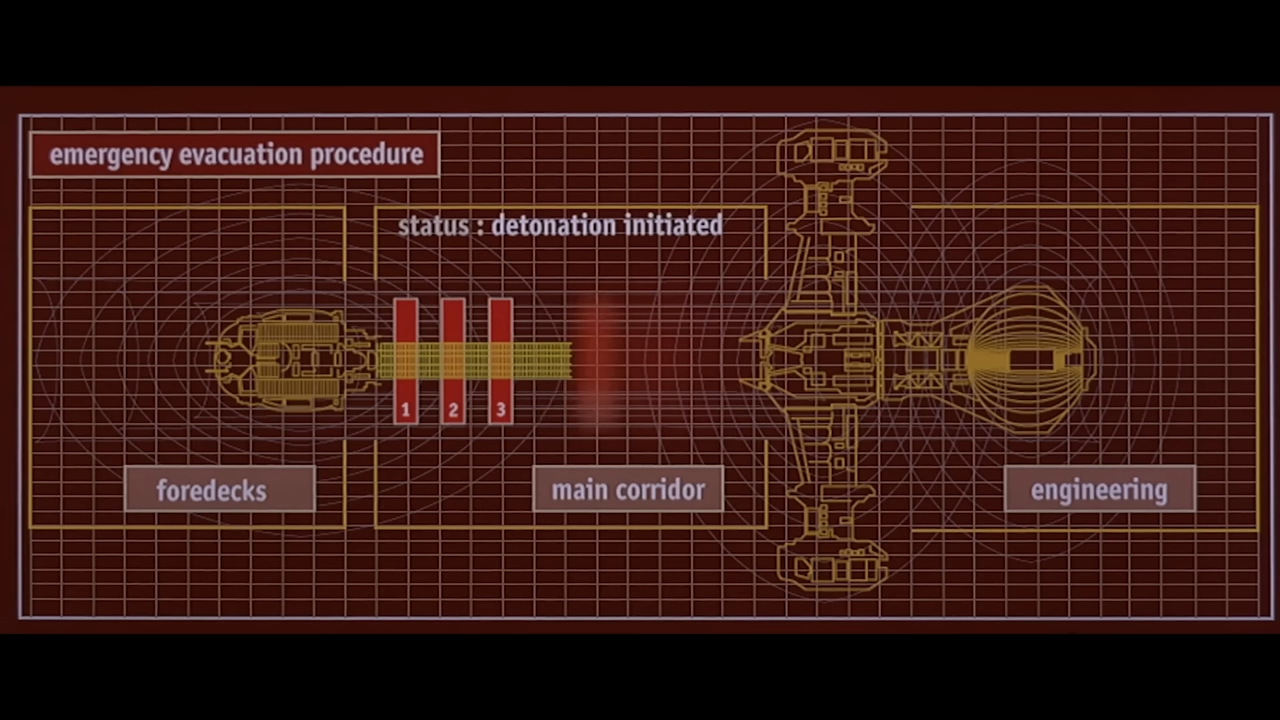 emergency evacuation procedure
status : detonation initiated
1 2 3
foredecks
main corridor
engineering